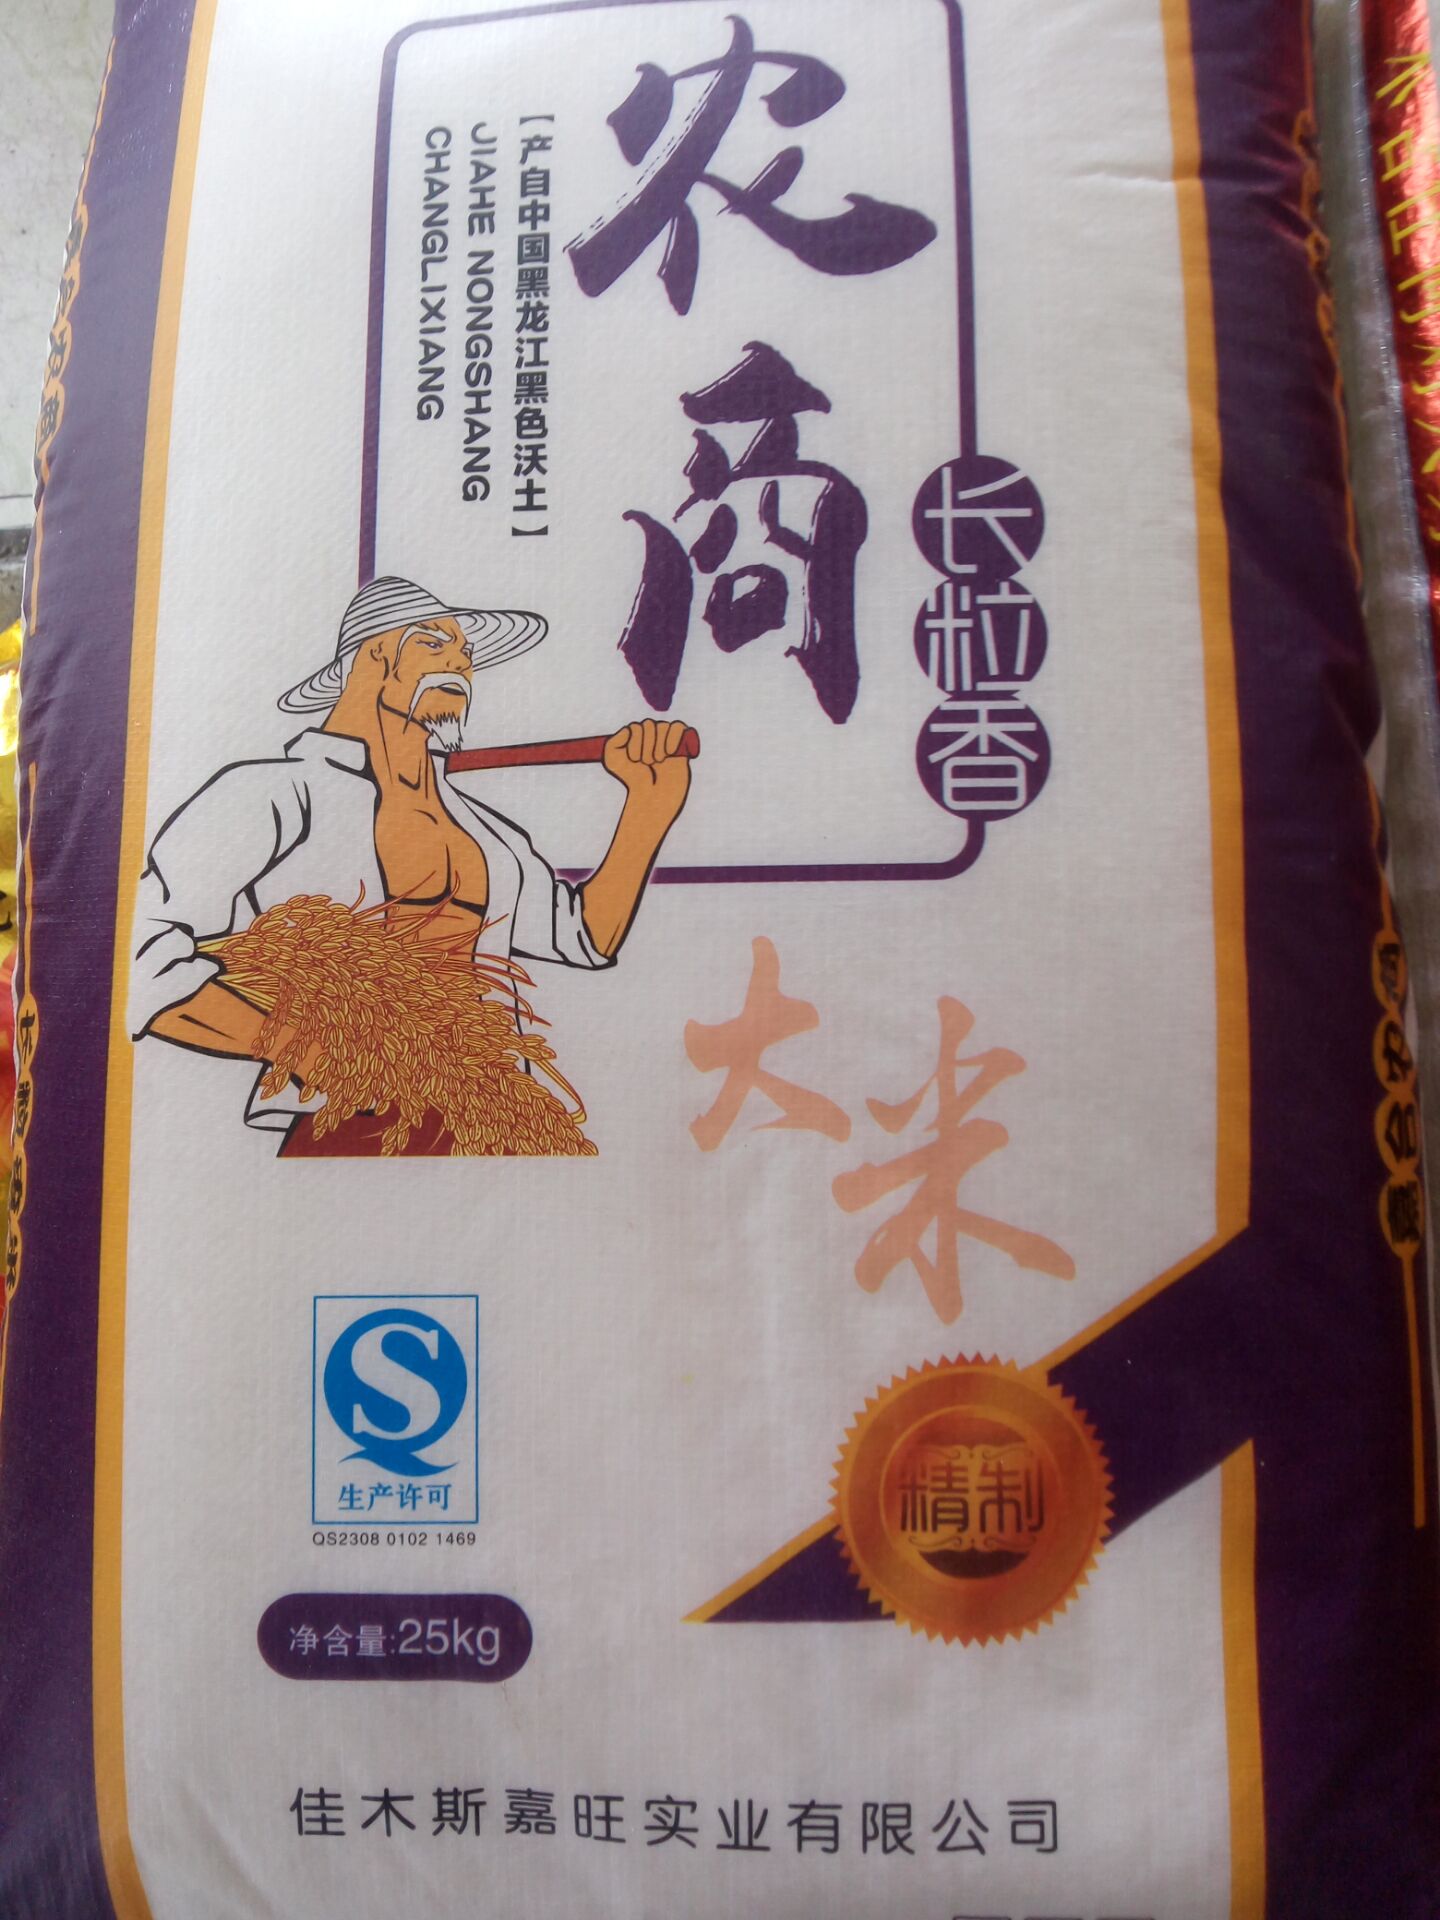 农商
长粒香
【产自中国黑龙江黑色沃土】
JIAHE NONGSHANG
CHANGLIXIANG
大米
精制
生产许可
QS2308 0102 1469
净含量:25kg
佳木斯嘉旺实业有限公司